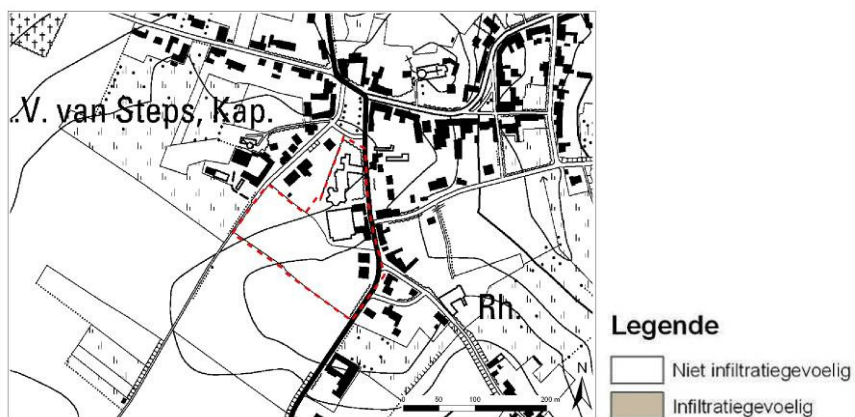 ..V. van Steps, Kap.
Rh.
0 50 100 200 m
N
Legende
Niet infiltratiegevoelig
Infiltratiegevoelig